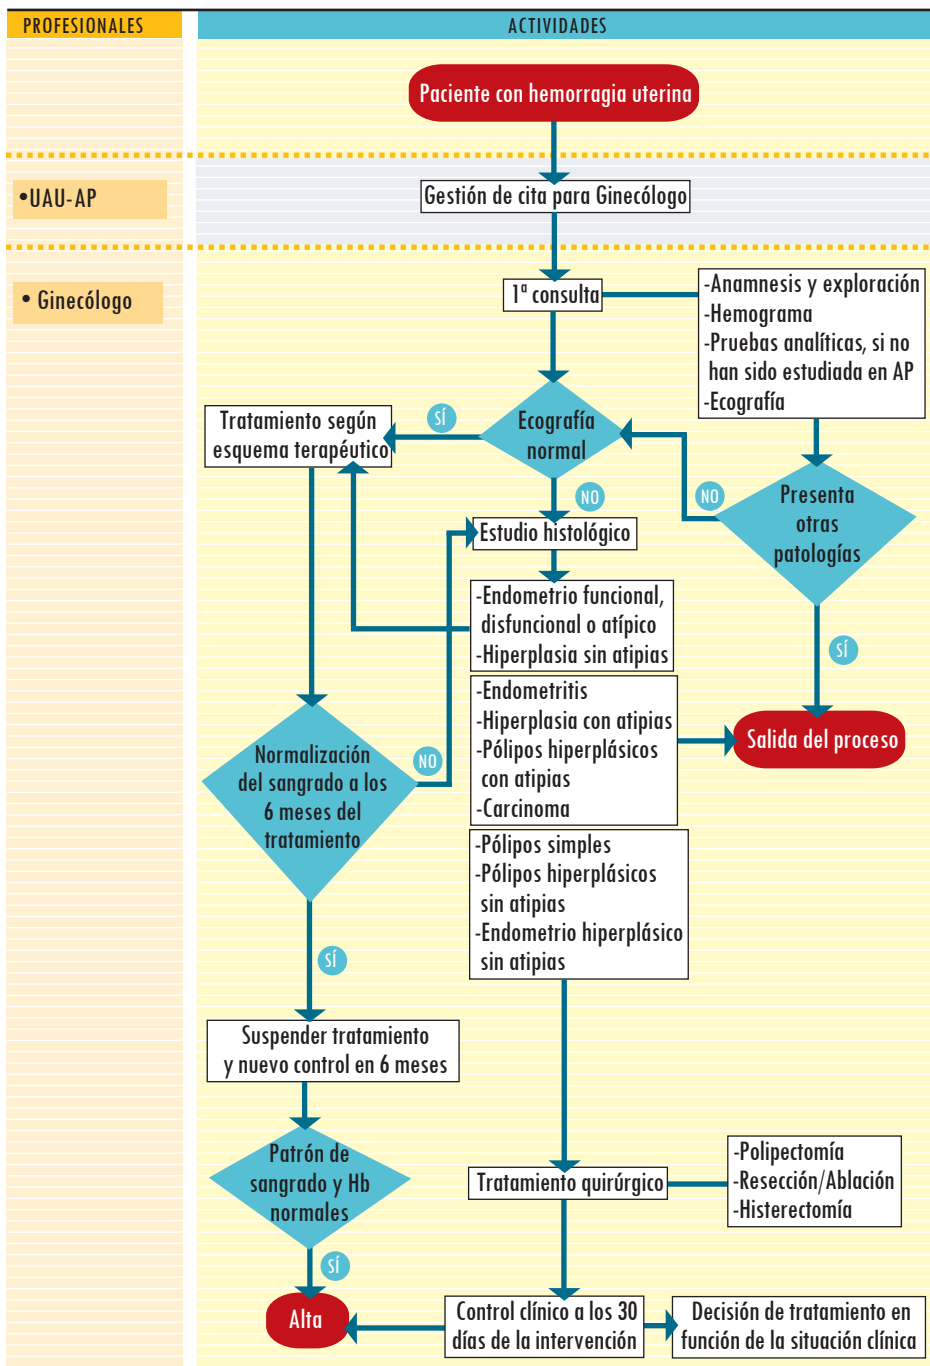 PROFESIONALES
ACTIVIDADES
Paciente con hemorragia uterina
•UAU-AP
Gestión de cita para Ginecólogo
• Ginecólogo
1ª consulta
-Anamnesis y exploración
-Hemograma
-Pruebas analíticas, si no
han sido estudiada en AP
-Ecografía
Tratamiento según
esquema terapéutico
SÍ
Ecografía
normal
NO
NO
Presenta
otras
patologías
Estudio histológico
-Endometrio funcional,
disfuncional o atípico
-Hiperplasia sin atipias
SÍ
-Endometritis
-Hiperplasia con atipias
-Pólipos hiperplásicos
con atipias
-Carcinoma
Salida del proceso
Normalización
del sangrado a los
6 meses del
tratamiento
NO
-Pólipos simples
-Pólipos hiperplásicos
sin atipias
-Endometrio hiperplásico
sin atipias
SÍ
Suspender tratamiento
y nuevo control en 6 meses
Patrón de
sangrado y Hb
normales
Tratamiento quirúrgico
-Polipectomía
-Resección/Ablación
-Histerectomía
SÍ
Alta
Control clínico a los 30
días de la intervención
Decisión de tratamiento en
función de la situación clínica